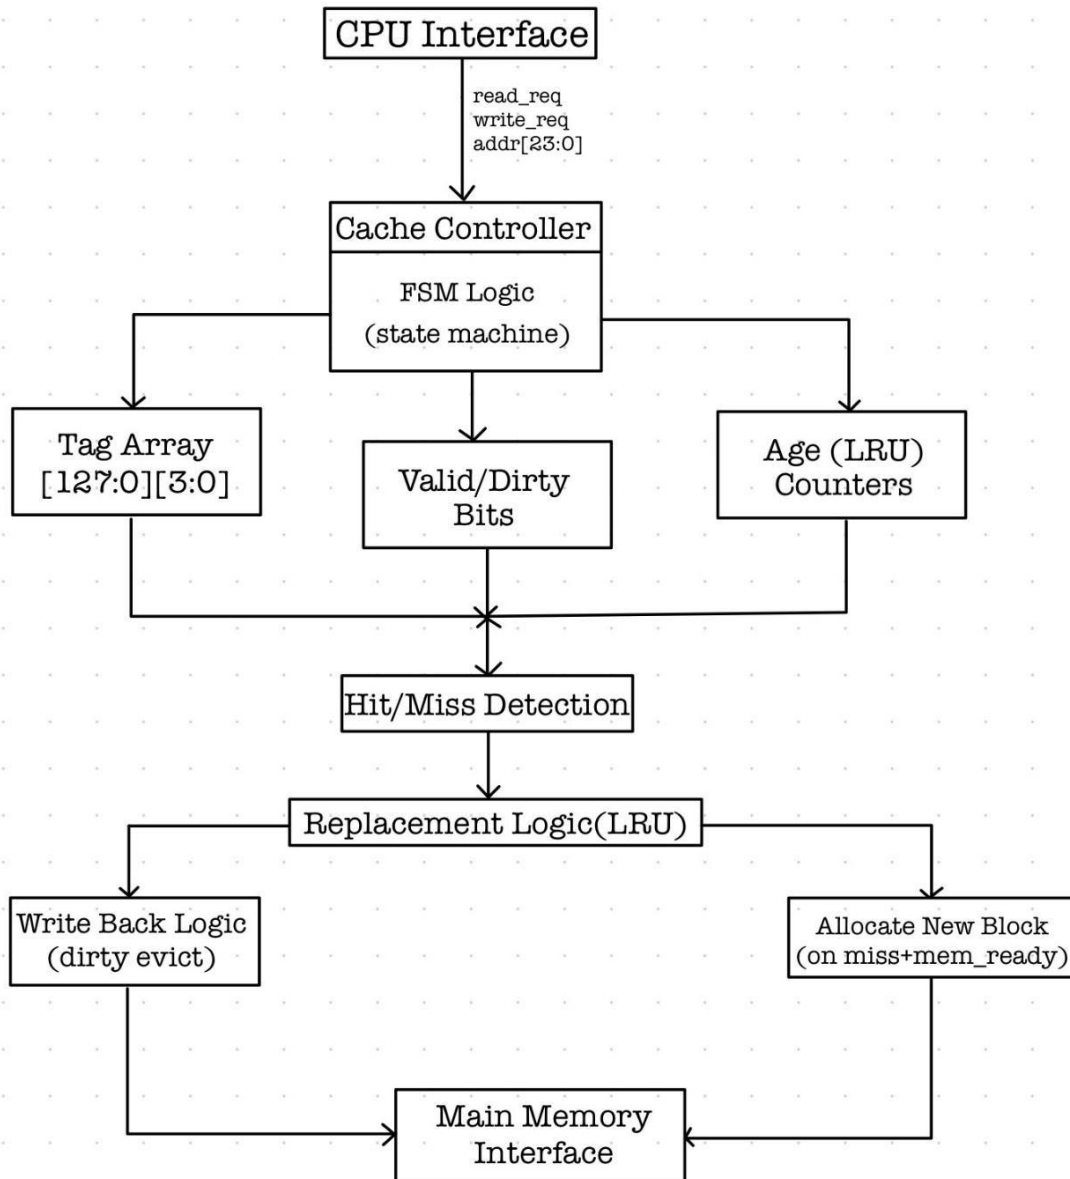 CPU Interface
read_req
write_req
addr[23:0]
Cache Controller
FSM Logic
(state machine)
Tag Array
[127:0][3:0]
Valid/Dirty
Bits
Age (LRU)
Counters
Hit/Miss Detection
Replacement Logic(LRU)
Write Back Logic
(dirty evict)
Allocate New Block
(on miss+mem_ready)
Main Memory
Interface